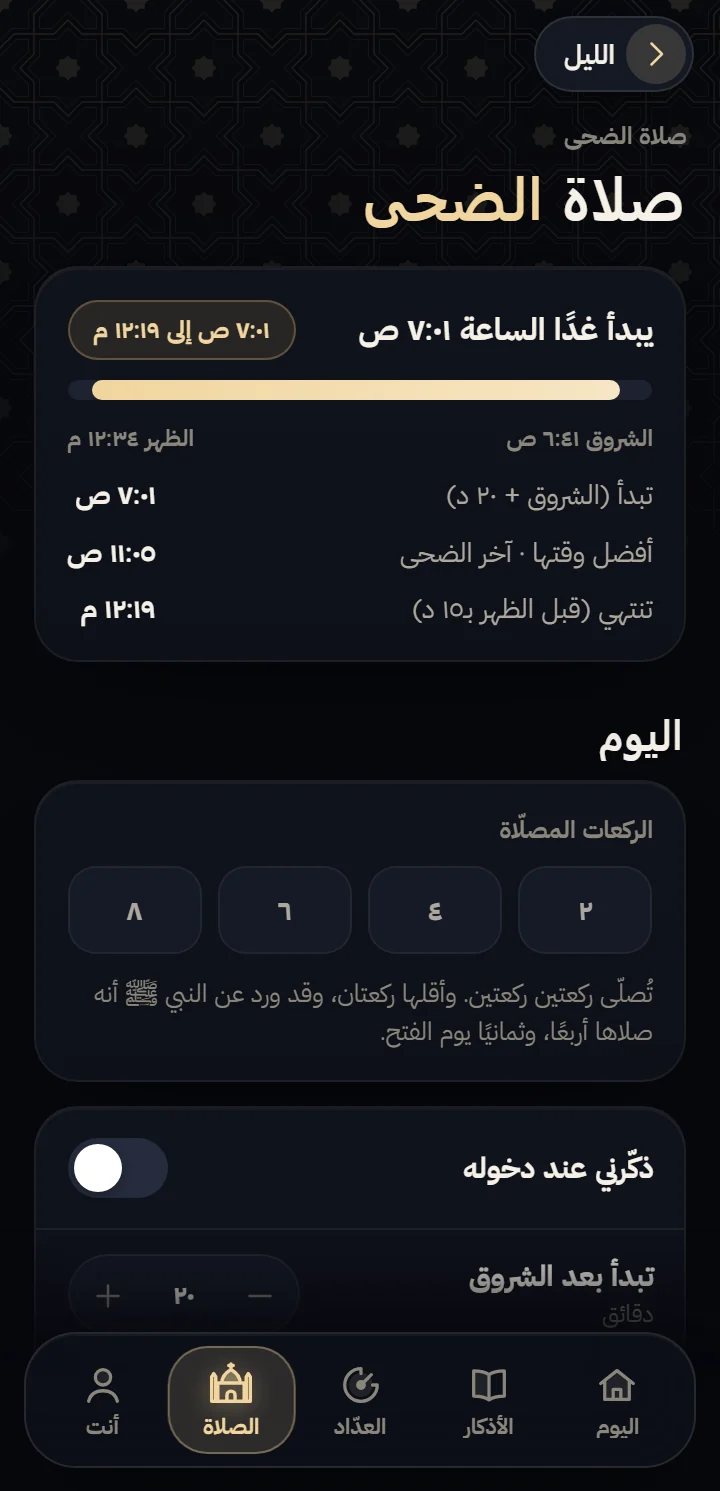 الليل
صلاة الضحى
صلاة الضحى
يبدأ غدًا الساعة ٧:٠١ ص
٧:٠١ ص إلى ١٢:١٩ م
الشروق ٦:٤١ ص
الظهر ١٢:٣٤ م
تبدأ (الشروق + ٢٠ د)
٧:٠١ ص
أفضل وقتها · آخر الضحى
١١:٠٥ ص
تنتهي (قبل الظهر بـ١٥ د)
١٢:١٩ م
اليوم
الركعات المصلّاة
٢
٤
٦
٨
تُصلّى ركعتين ركعتين. وأقلها ركعتان، وقد ورد عن النبي ﷺ أنه
صلاها أربعًا، وثمانيًا يوم الفتح.
ذكّرني عند دخوله
تبدأ بعد الشروق
دقائق
− ٢٠ +
اليوم
الأذكار
العدّاد
الصلاة
أنت